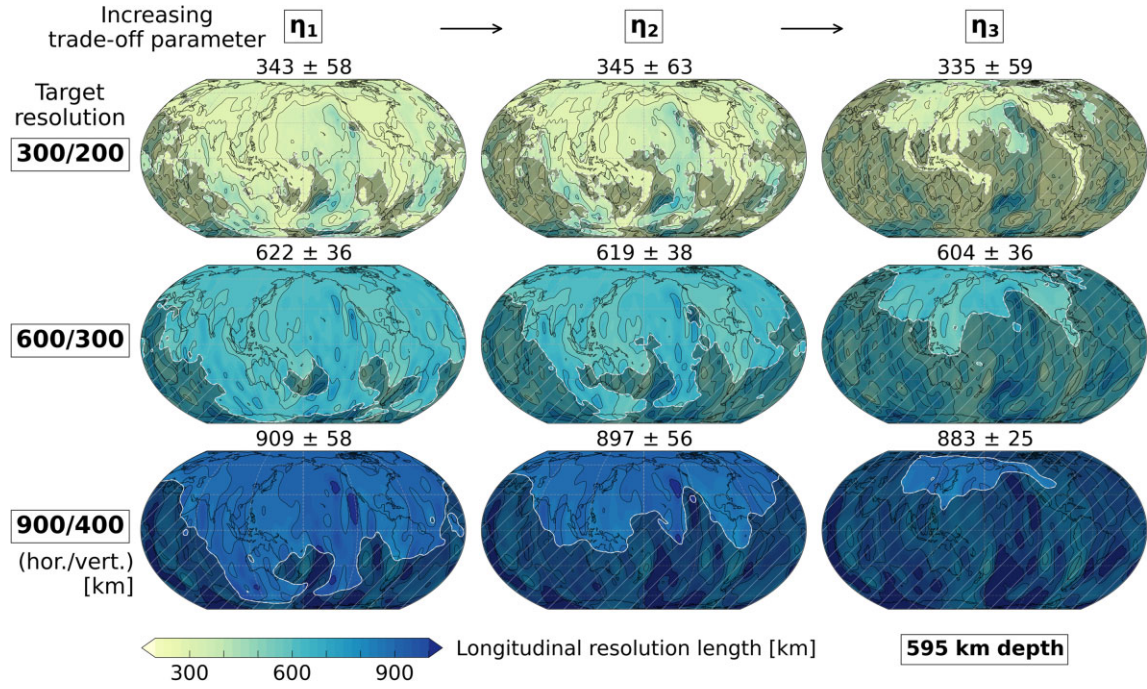 Increasing
trade-off parameter
η1
η2
η3
343 ± 58
345 ± 63
335 ± 59
Target
resolution
300/200
622 ± 36
619 ± 38
604 ± 36
600/300
909 ± 58
897 ± 56
883 ± 25
900/400
(hor./vert.)
[km]
300
600
900
Longitudinal resolution length [km]
595 km depth